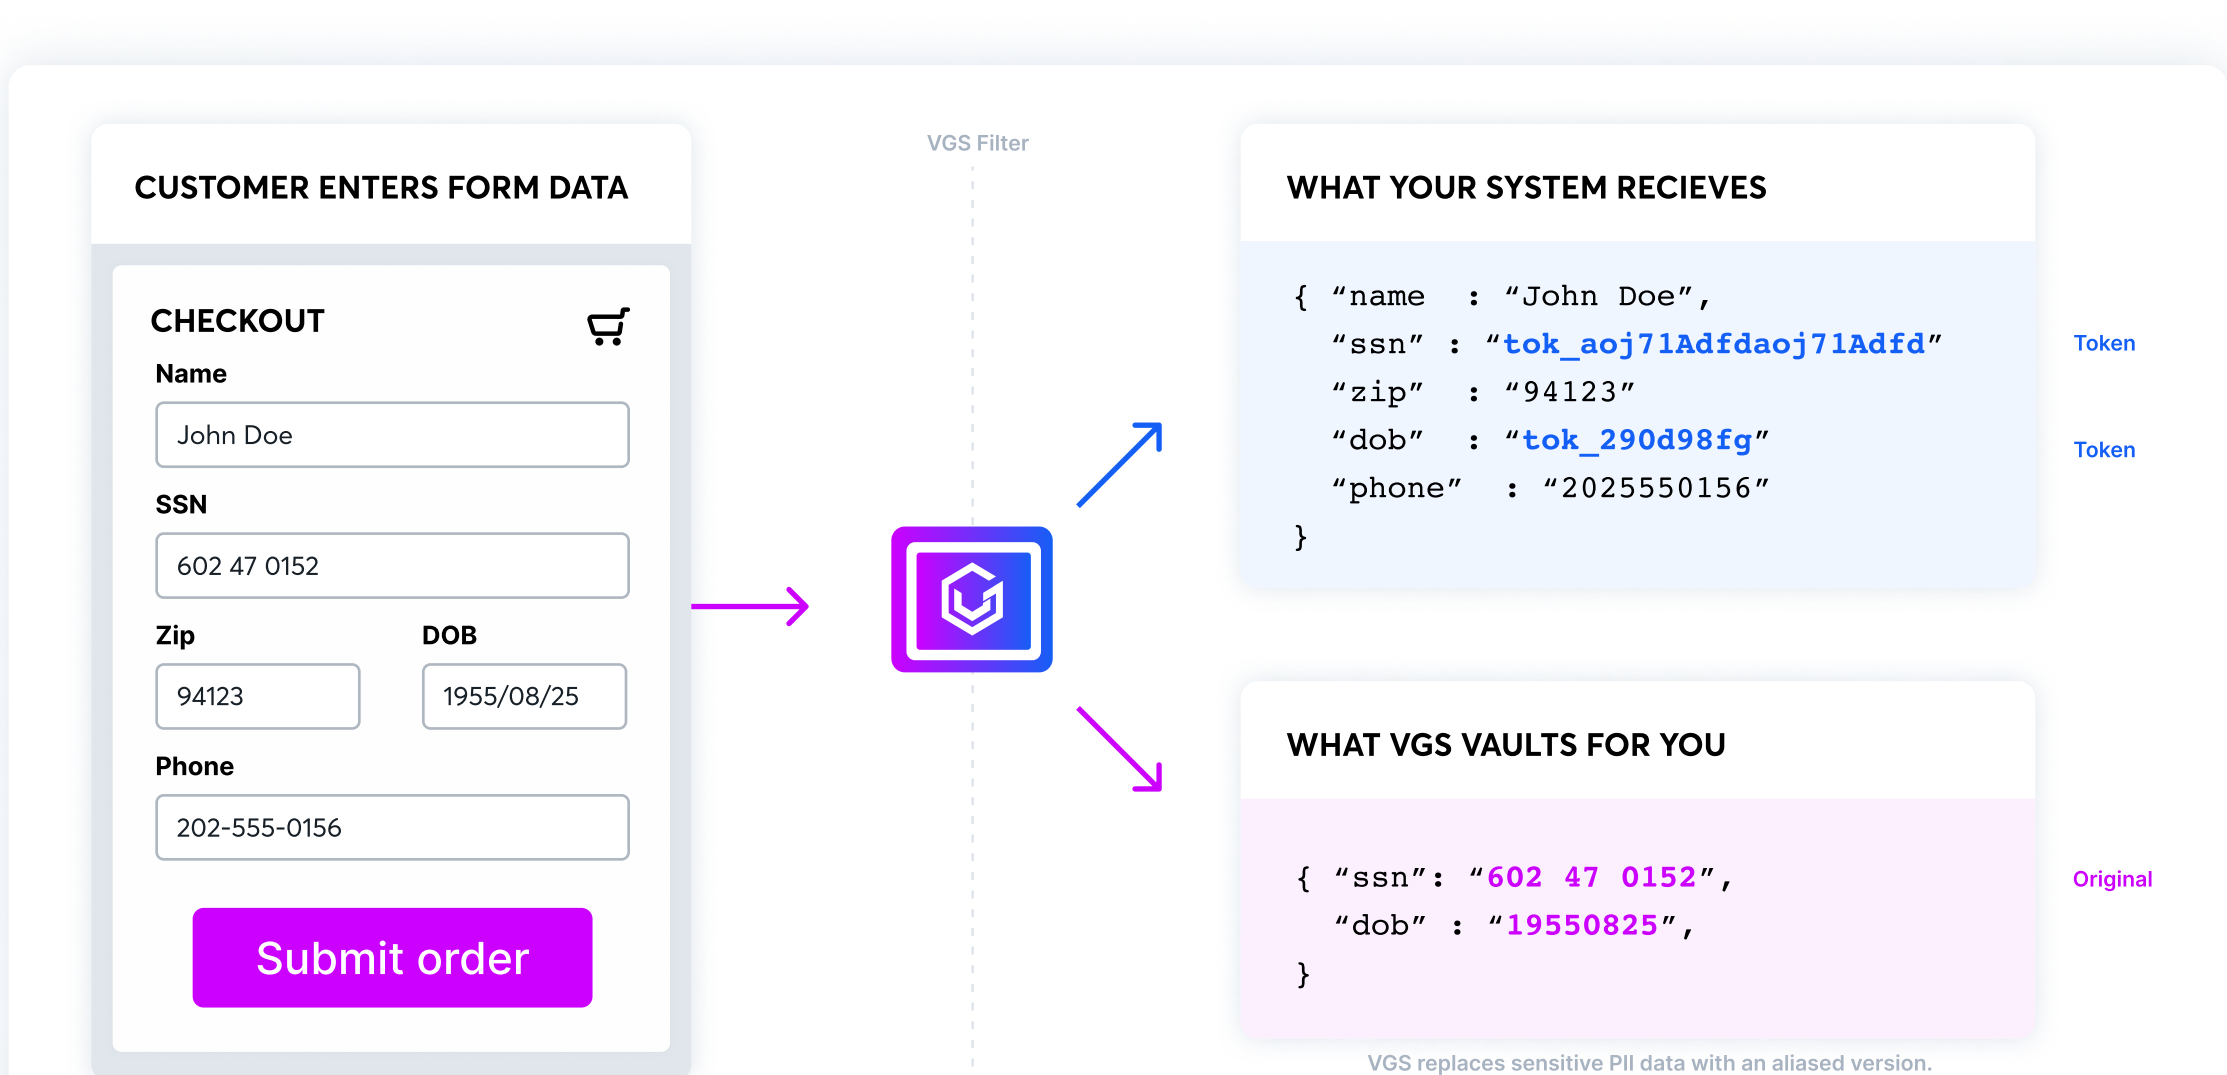 CUSTOMER ENTERS FORM DATA
CHECKOUT
Name
John Doe
SSN
602 47 0152
Zip
DOB
94123
1955/08/25
Phone
202-555-0156
Submit order
VGS Filter
WHAT YOUR SYSTEM RECIEVES
{ “name : “John Doe”,
“ssn” : “tok_aoj71Adfdaoj71Adfd”
Token
“zip” : “94123”
“dob” : “tok_290d98fg”
Token
“phone” : “2025550156”
}
WHAT VGS VAULTS FOR YOU
{ “ssn”: “602 47 0152”,
Original
“dob” : “19550825”,
}
VGS replaces sensitive PII data with an aliased version.